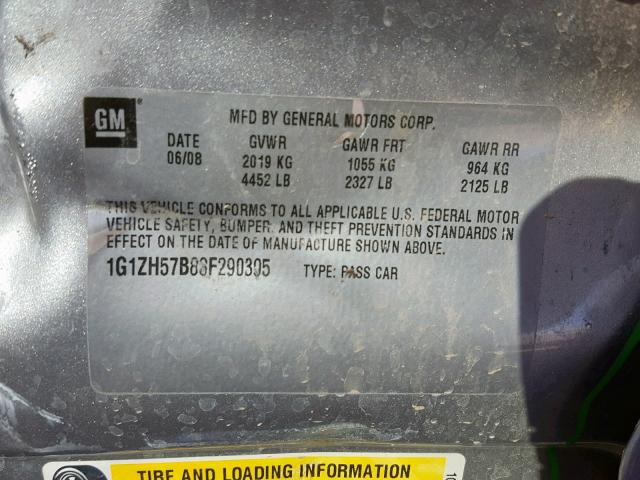 GM
MFD BY GENERAL MOTORS CORP.
DATE GVWR GAWR FRT GAWR RR
06/08 2019 KG 1055 KG 964 KG
4452 LB 2327 LB 2125 LB
THIS VEHICLE CONFORMS TO ALL APPLICABLE U.S. FEDERAL MOTOR
VEHICLE SAFETY, BUMPER, AND THEFT PREVENTION STANDARDS IN
EFFECT ON THE DATE OF MANUFACTURE SHOWN ABOVE.
1G1ZH57B88F290395 TYPE: PASS CAR
TIRE AND LOADING INFORMATION